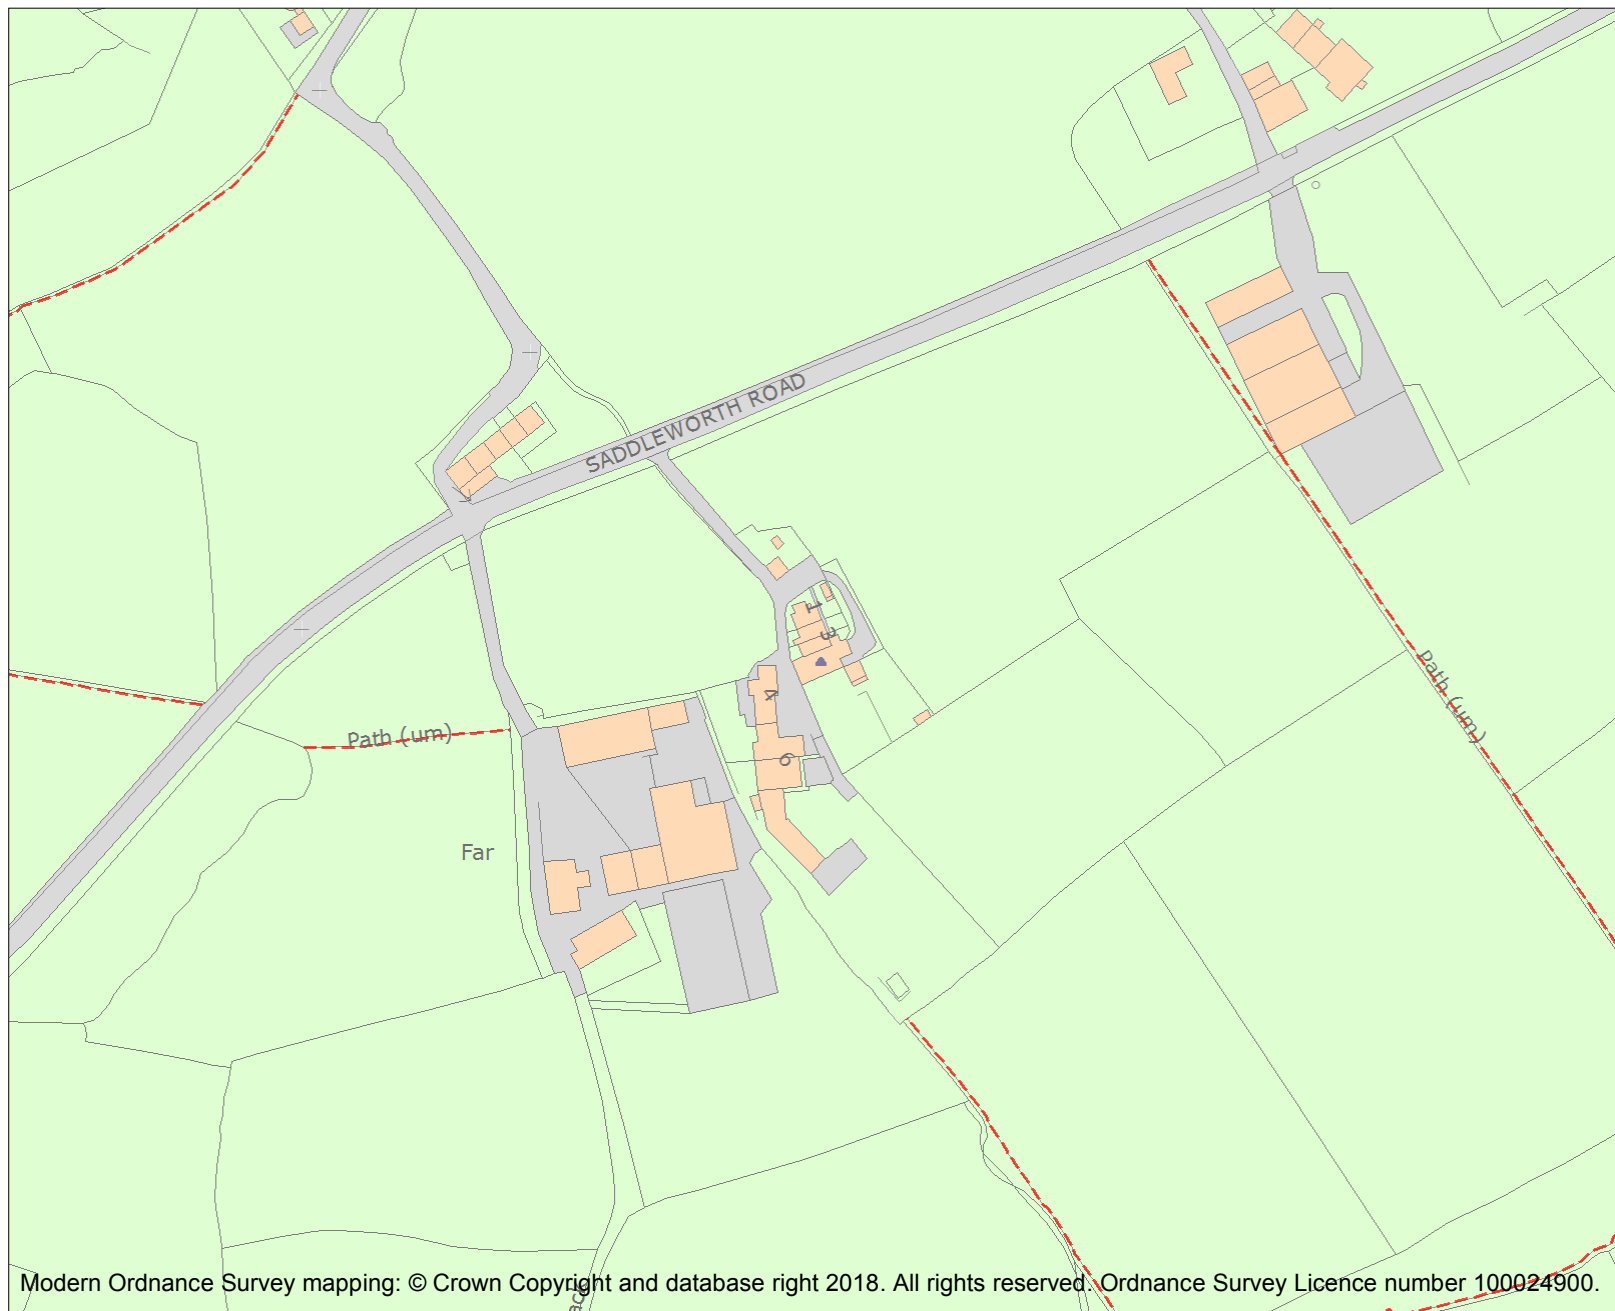 SADDLEWORTH ROAD
1
3
4
6
Path (um)
Path (um)
Far
Modern Ordnance Survey mapping: © Crown Copyright and database right 2018. All rights reserved. Ordnance Survey Licence number 100024900.